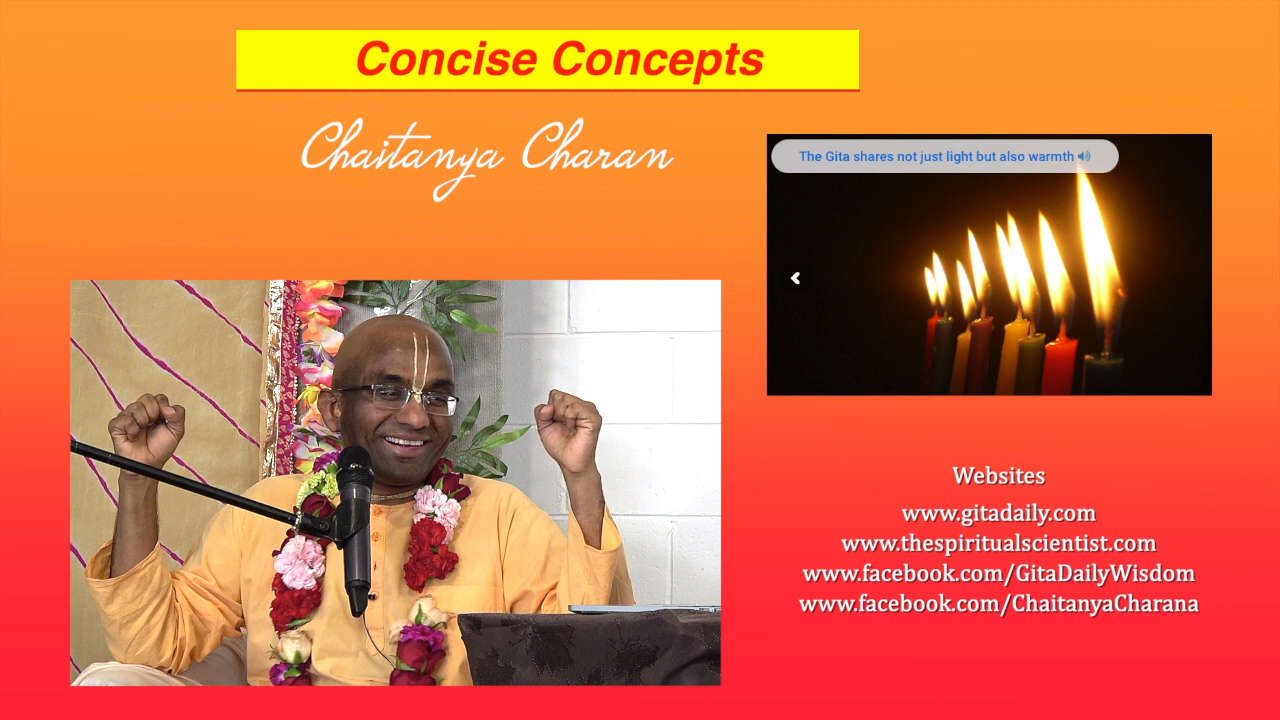 Concise Concepts
Chaitanya Charan
The Gita shares not just light but also warmth
Websites
www.gitadaily.com
www.thespiritualscientist.com
www.facebook.com/GitaDailyWisdom
www.facebook.com/ChaitanyaCharana